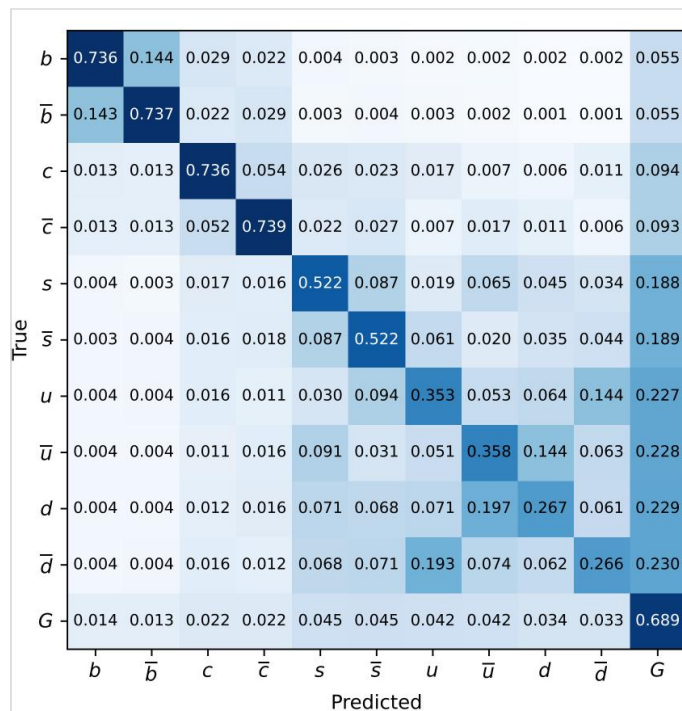 b 0.736 0.144 0.029 0.022 0.004 0.003 0.002 0.002 0.002 0.002 0.055
b̅ 0.143 0.737 0.022 0.029 0.003 0.004 0.003 0.002 0.001 0.001 0.055
c 0.013 0.013 0.736 0.054 0.026 0.023 0.017 0.007 0.006 0.011 0.094
c̅ 0.013 0.013 0.052 0.739 0.022 0.027 0.007 0.017 0.011 0.006 0.093
s 0.004 0.003 0.017 0.016 0.522 0.087 0.019 0.065 0.045 0.034 0.188
s̅ 0.003 0.004 0.016 0.018 0.087 0.522 0.061 0.020 0.035 0.044 0.189
True
u 0.004 0.004 0.016 0.011 0.030 0.094 0.353 0.053 0.064 0.144 0.227
u̅ 0.004 0.004 0.011 0.016 0.091 0.031 0.051 0.358 0.144 0.063 0.228
d 0.004 0.004 0.012 0.016 0.071 0.068 0.071 0.197 0.267 0.061 0.229
d̅ 0.004 0.004 0.016 0.012 0.068 0.071 0.193 0.074 0.062 0.266 0.230
G 0.014 0.013 0.022 0.022 0.045 0.045 0.042 0.042 0.034 0.033 0.689
b b̅ c c̅ s s̅ u u̅ d d̅ G
Predicted